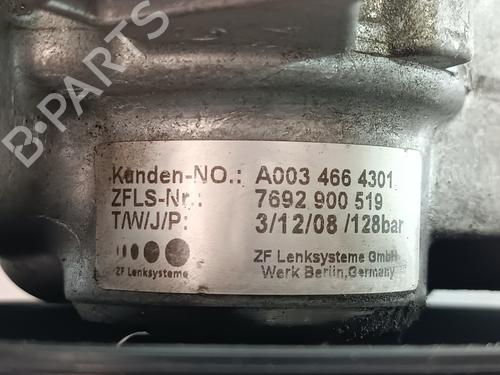 B-PARTS
Kunden-NO.: A003 466 4301
ZFLS-Nr.: 7692 900 519
T/W/J/P: 3/12/08 /128bar
ZF Lenksysteme
ZF Lenksysteme GmbH
Werk Berlin,Germany